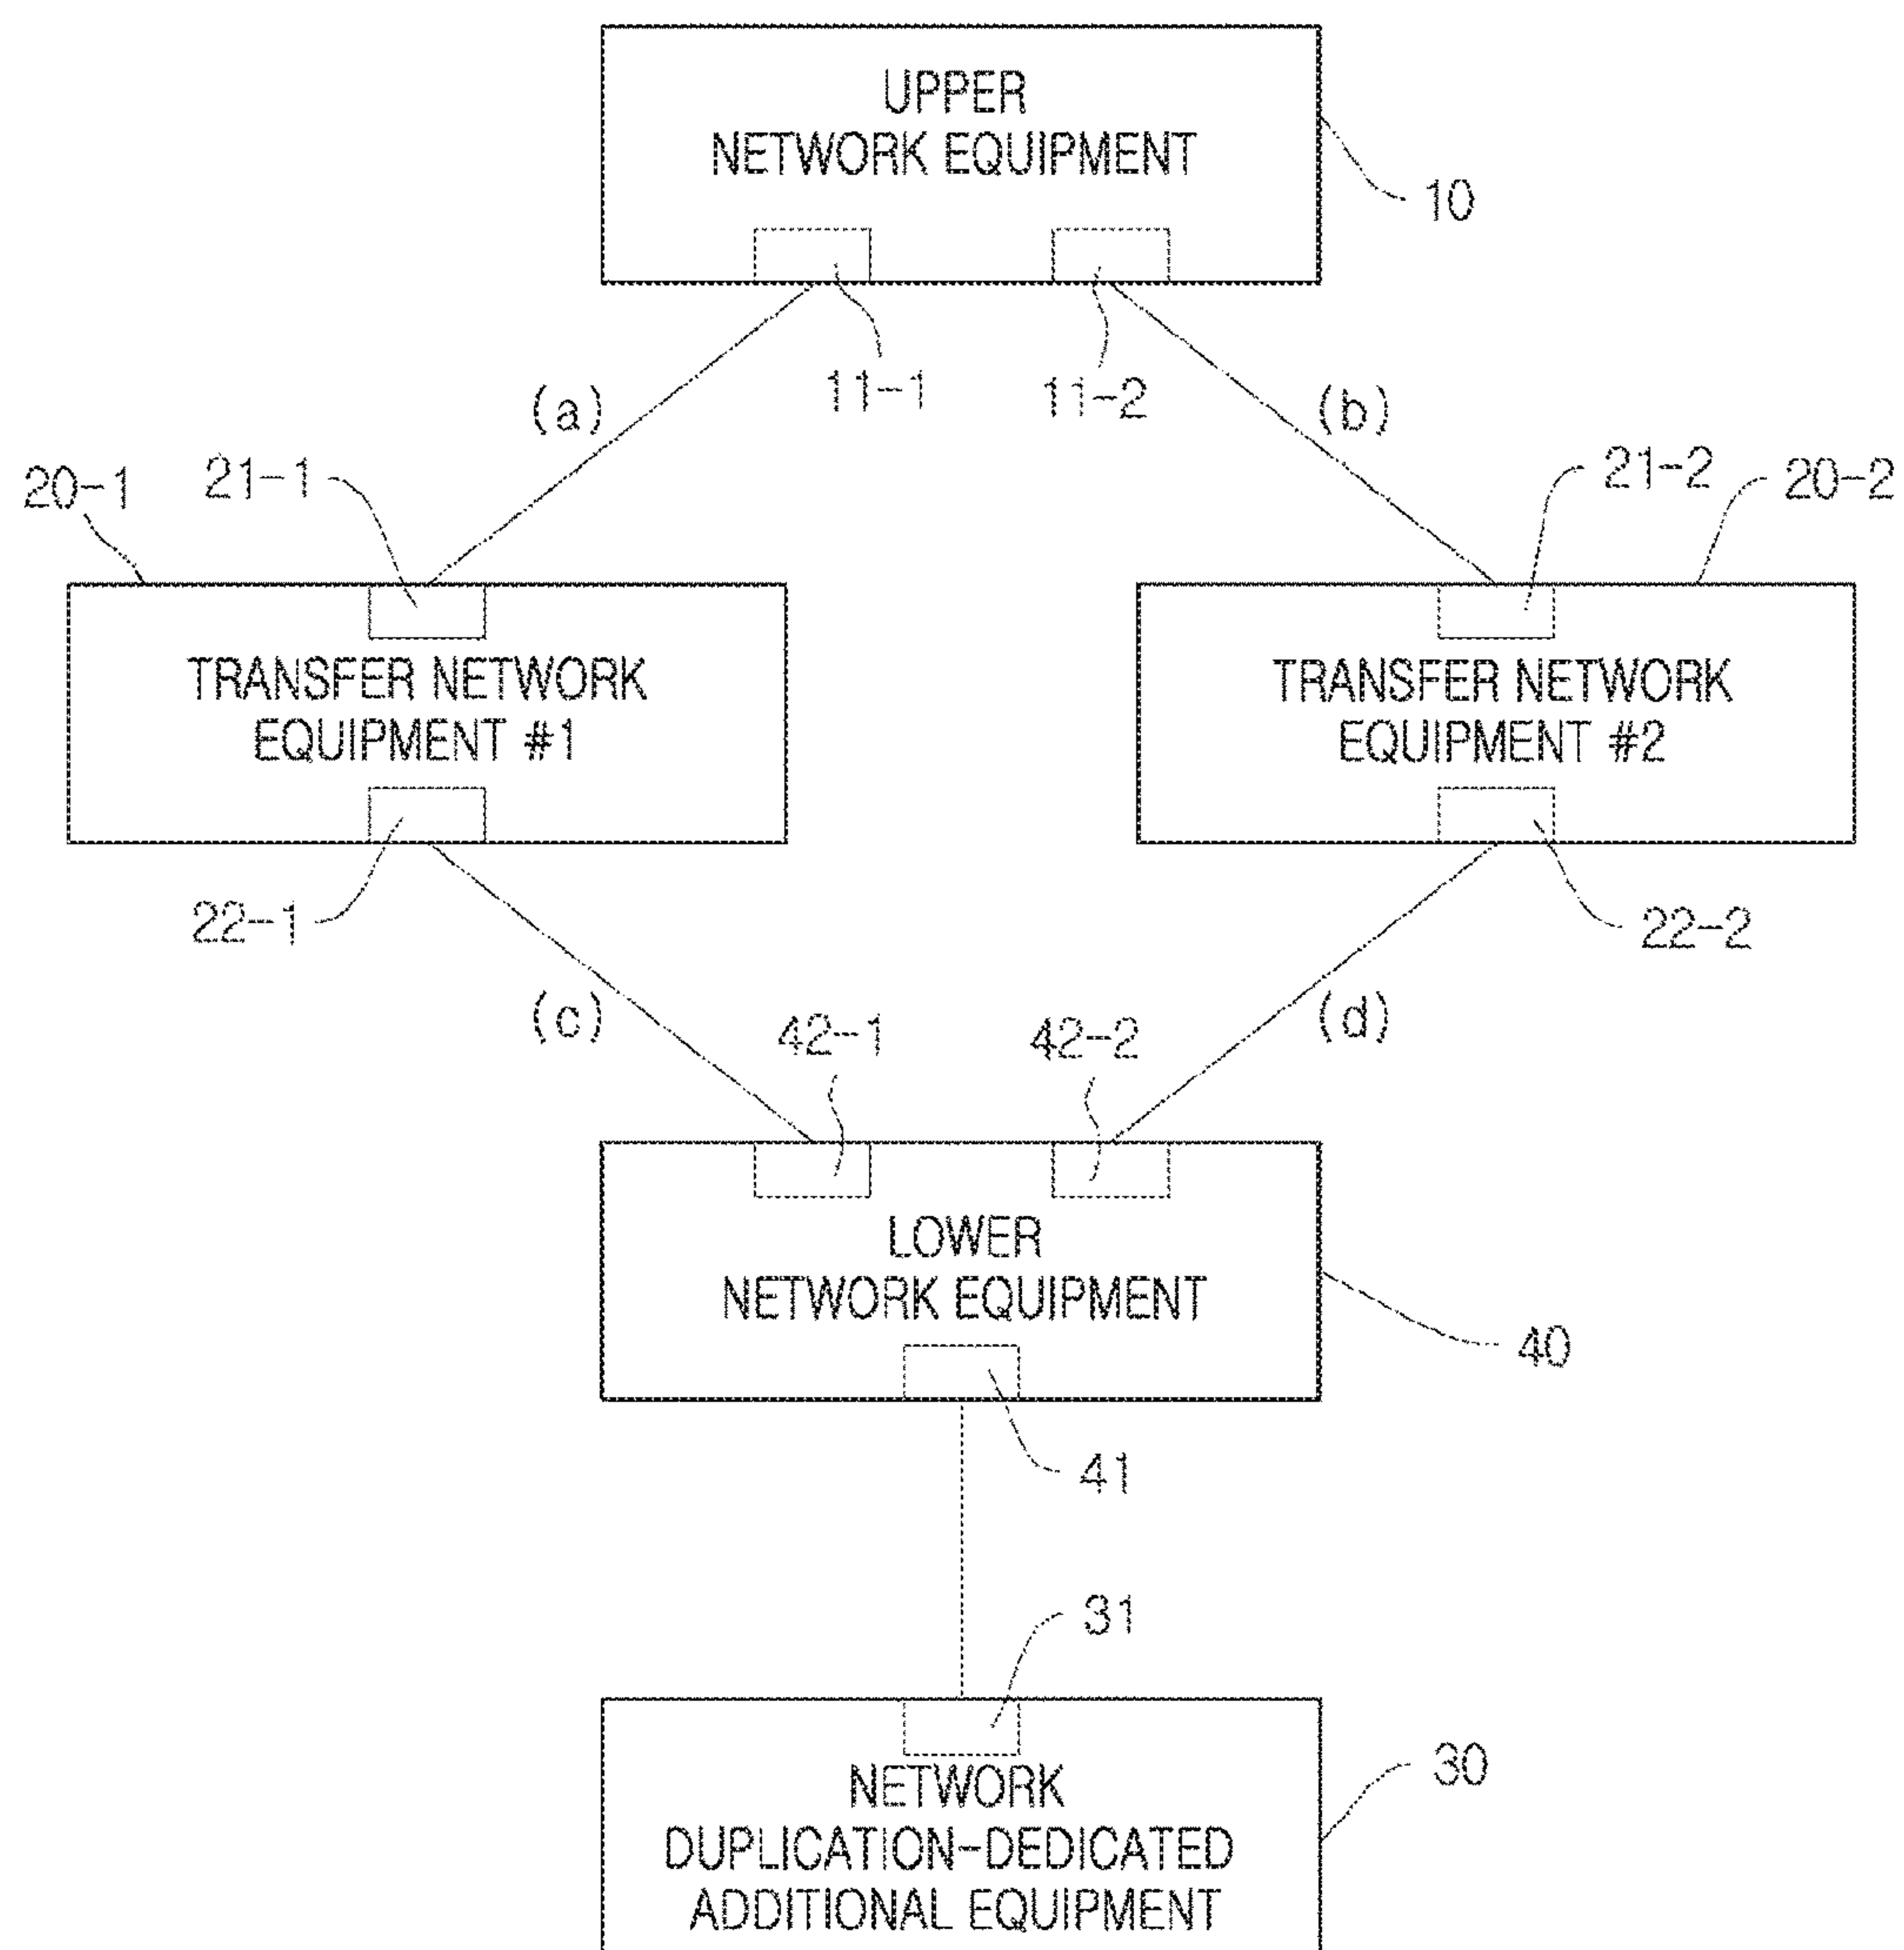 UPPER
NETWORK EQUIPMENT
10
11-1
11-2
(a)
(b)
20-1
21-1
21-2
20-2
TRANSFER NETWORK
EQUIPMENT #1
TRANSFER NETWORK
EQUIPMENT #2
22-1
22-2
(c)
(d)
42-1
42-2
LOWER
NETWORK EQUIPMENT
40
41
31
30
NETWORK
DUPLICATION-DEDICATED
ADDITIONAL EQUIPMENT